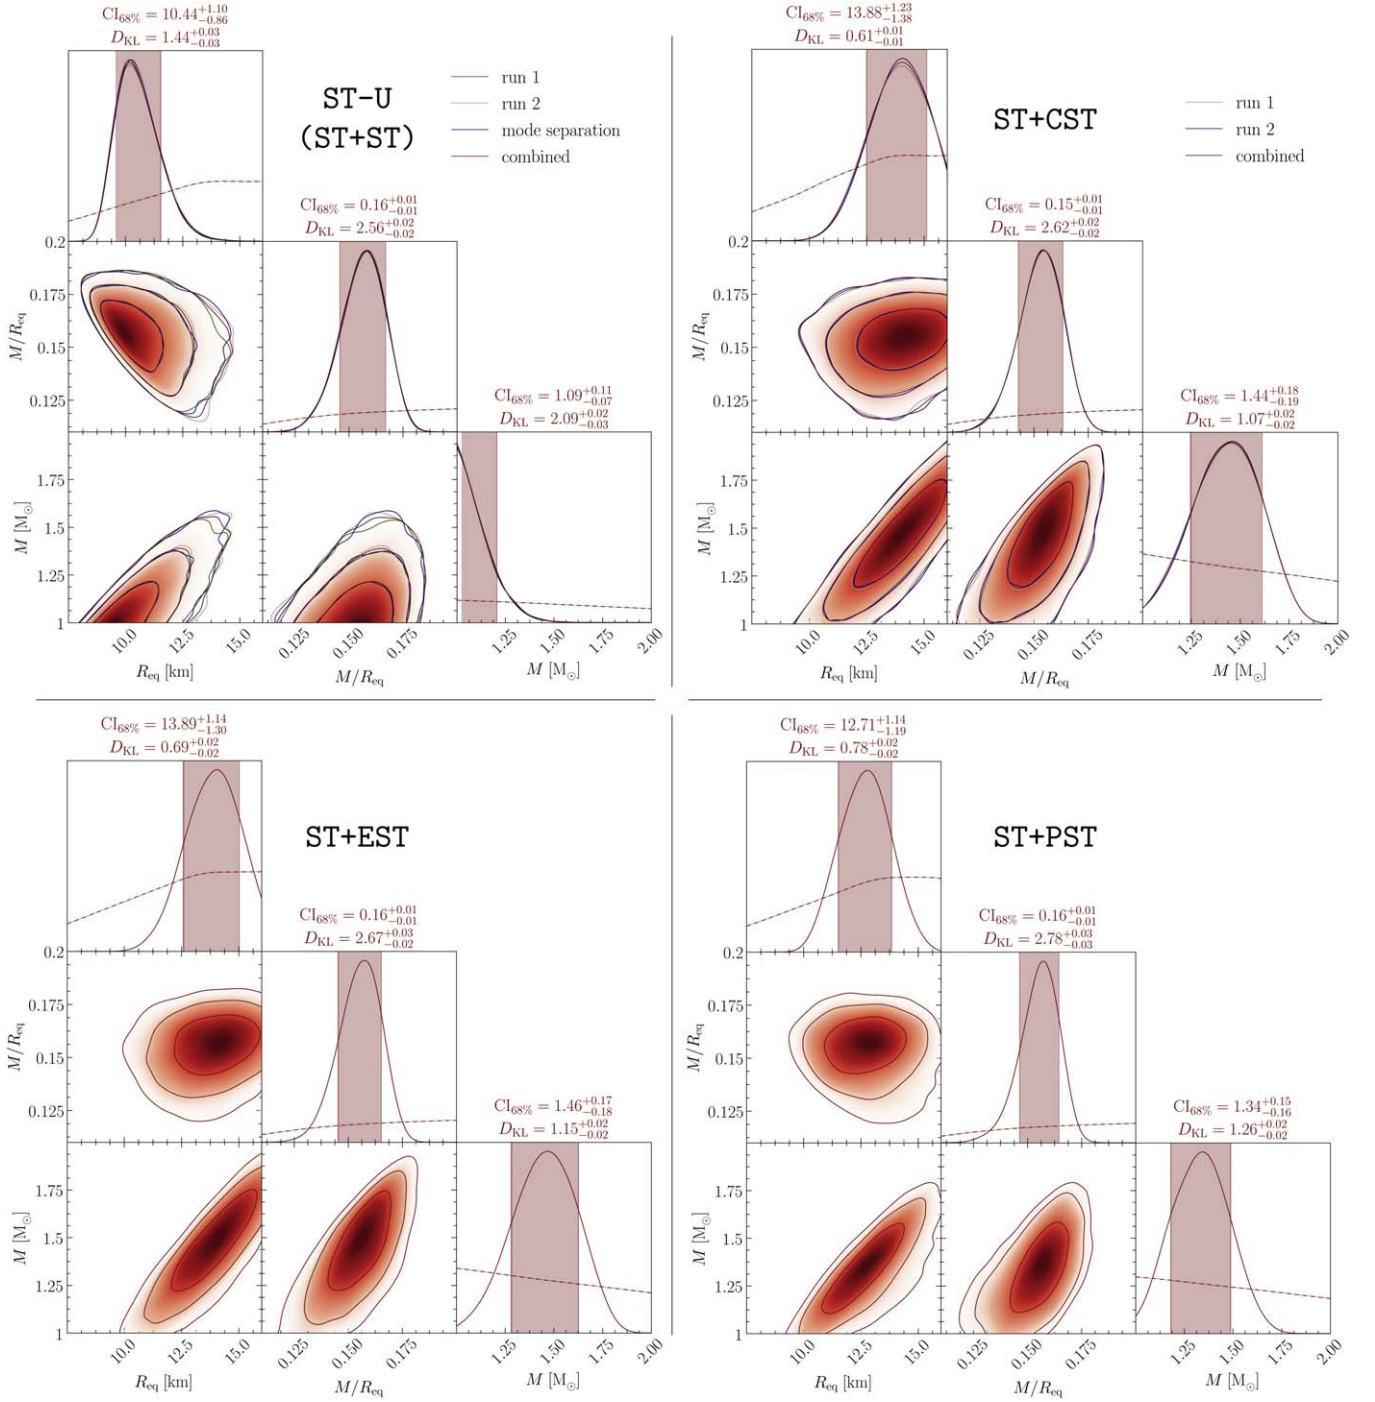 CI68% = 10.44+1.10−0.86
DKL = 1.44+0.03−0.03
ST-U
(ST+ST)
run 1
run 2
mode separation
combined
CI68% = 0.16+0.01−0.01
DKL = 2.56+0.02−0.02
CI68% = 1.09+0.11−0.07
DKL = 2.09+0.02−0.03
0.2
0.175
0.15
0.125
M/Req
1.75
1.5
1.25
1
M [M⊙]
10.0 12.5 15.0
Req [km]
0.125 0.150 0.175
M/Req
1.25 1.50 1.75 2.00
M [M⊙]
CI68% = 13.88+1.23−1.38
DKL = 0.61+0.01−0.01
ST+CST
run 1
run 2
combined
CI68% = 0.15+0.01−0.01
DKL = 2.62+0.02−0.02
CI68% = 1.44+0.18−0.19
DKL = 1.07+0.02−0.02
0.2
0.175
0.15
0.125
M/Req
1.75
1.5
1.25
1
M [M⊙]
10.0 12.5 15.0
Req [km]
0.125 0.150 0.175
M/Req
1.25 1.50 1.75 2.00
M [M⊙]
CI68% = 13.89+1.14−1.30
DKL = 0.69+0.02−0.02
ST+EST
CI68% = 0.16+0.01−0.01
DKL = 2.67+0.03−0.02
CI68% = 1.46+0.17−0.18
DKL = 1.15+0.02−0.02
0.2
0.175
0.15
0.125
M/Req
1.75
1.5
1.25
1
M [M⊙]
10.0 12.5 15.0
Req [km]
0.125 0.150 0.175
M/Req
1.25 1.50 1.75 2.00
M [M⊙]
CI68% = 12.71+1.14−1.19
DKL = 0.78+0.02−0.02
ST+PST
CI68% = 0.16+0.01−0.01
DKL = 2.78+0.03−0.03
CI68% = 1.34+0.15−0.16
DKL = 1.26+0.02−0.02
0.2
0.175
0.15
0.125
M/Req
1.75
1.5
1.25
1
M [M⊙]
10.0 12.5 15.0
Req [km]
0.125 0.150 0.175
M/Req
1.25 1.50 1.75 2.00
M [M⊙]